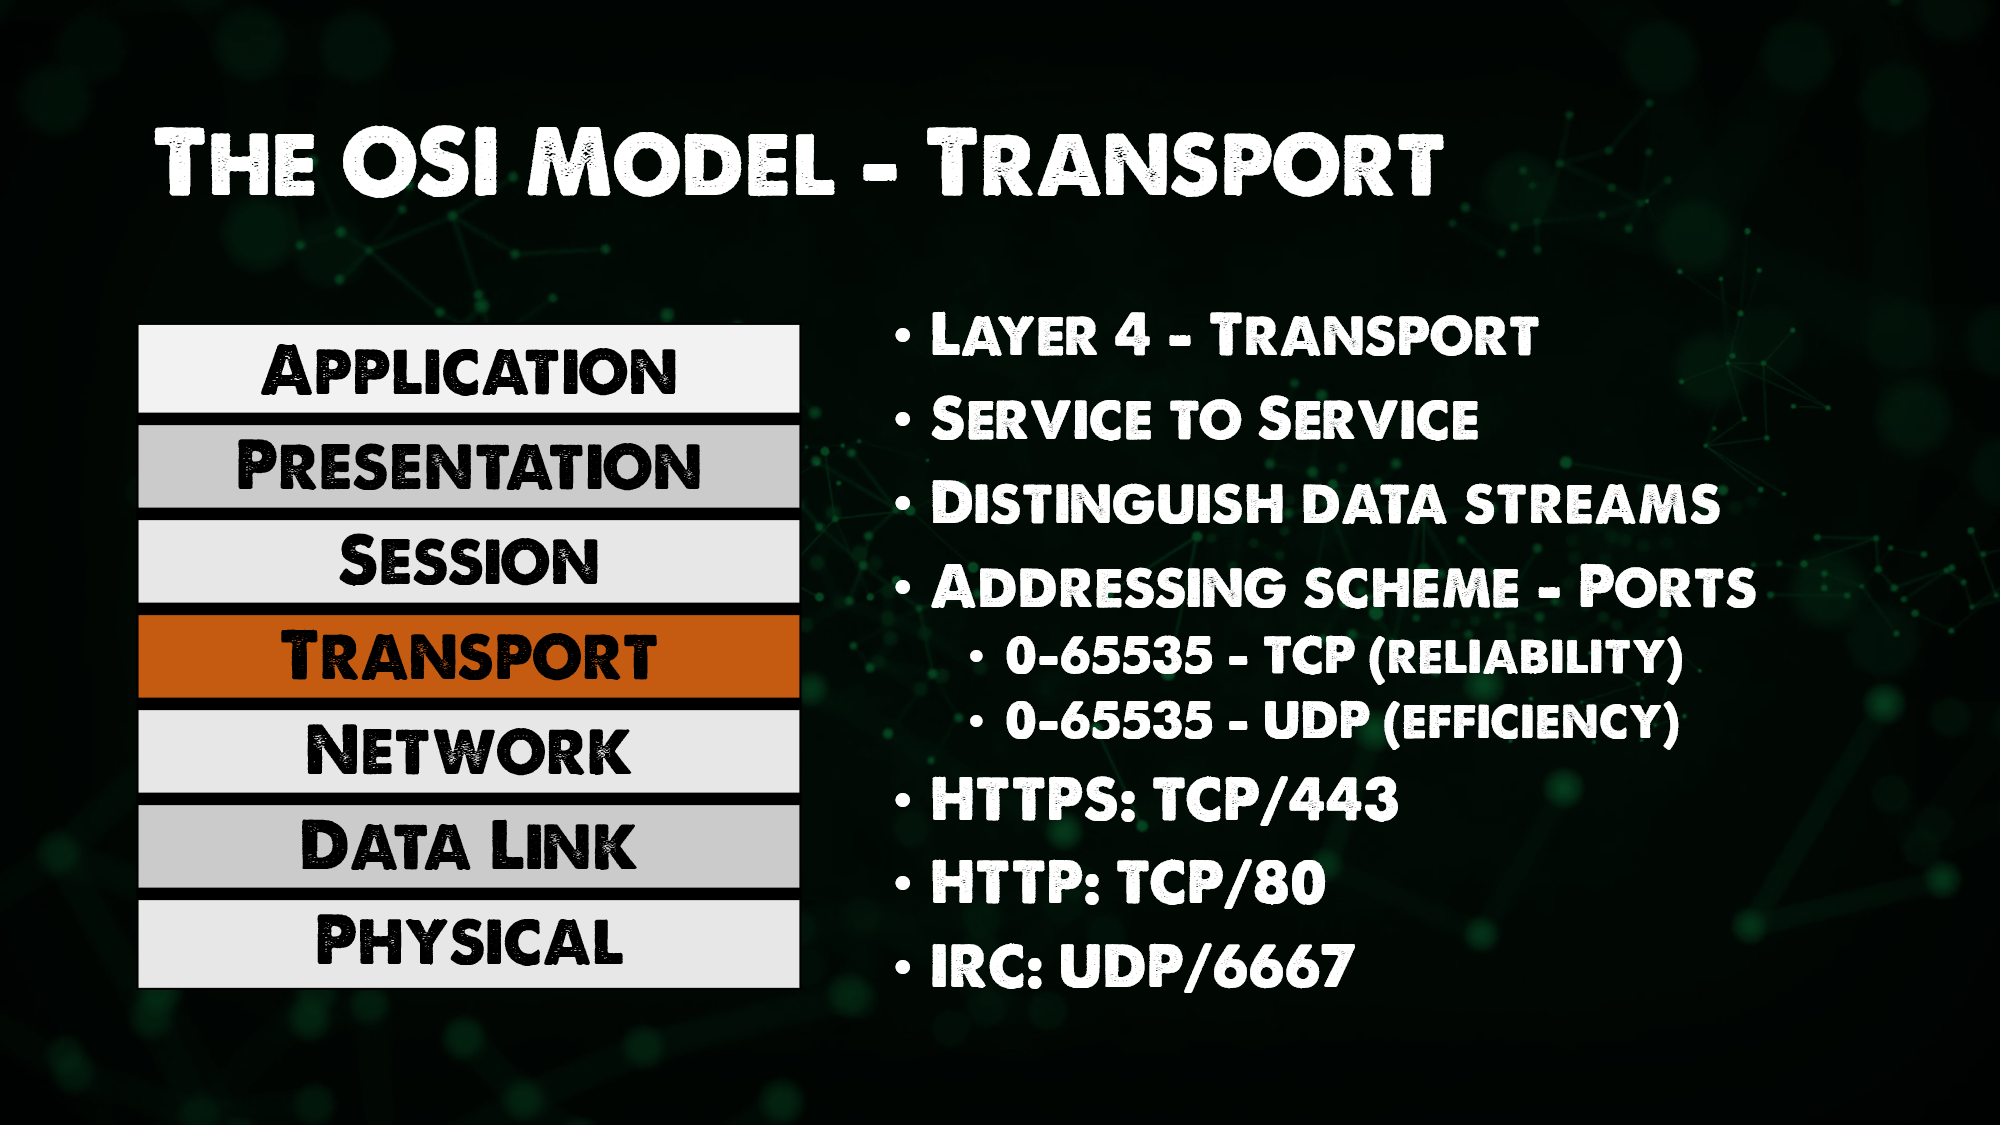 The OSI Model - Transport
Application
Presentation
Session
Transport
Network
Data Link
Physical
• Layer 4 - Transport
• Service to Service
• Distinguish data streams
• Addressing scheme - Ports
• 0-65535 - TCP (reliability)
• 0-65535 - UDP (efficiency)
• HTTPS: TCP/443
• HTTP: TCP/80
• IRC: UDP/6667